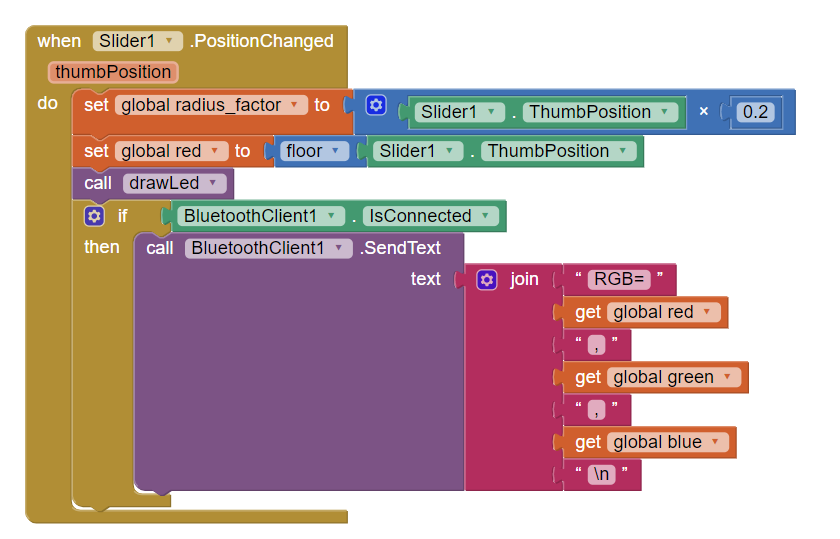 when Slider1 .PositionChanged
thumbPosition
do set global radius_factor to Slider1 . ThumbPosition × 0.2
set global red to floor Slider1 . ThumbPosition
call drawLed
if BluetoothClient1 . IsConnected
then call BluetoothClient1 .SendText
text join “ RGB= ”
get global red
“ , ”
get global green
“ , ”
get global blue
“ \n ”